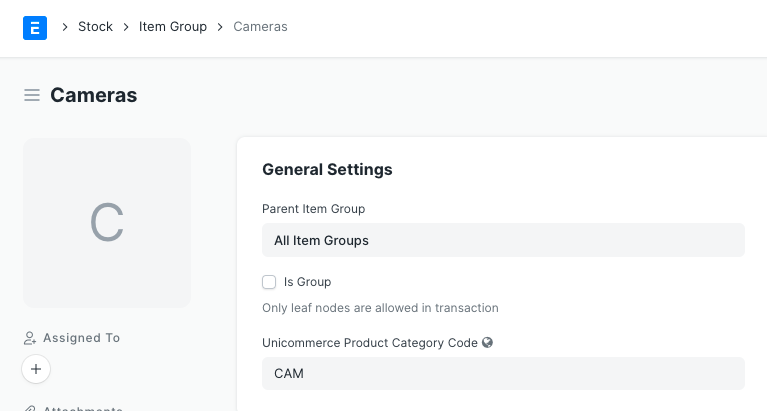 E
Stock
Item Group
Cameras
Cameras
C
Assigned To
Attachments
General Settings
Parent Item Group
All Item Groups
Is Group
Only leaf nodes are allowed in transaction
Unicommerce Product Category Code
CAM